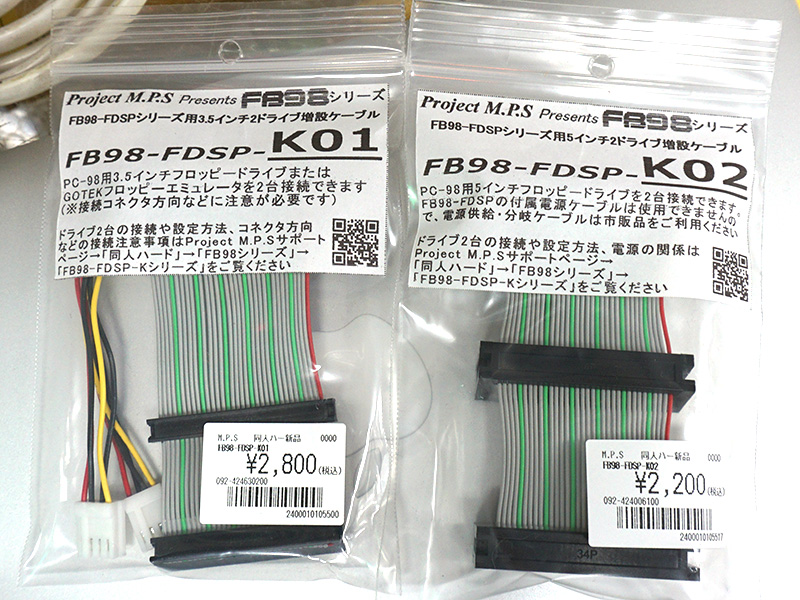 Project M.P.S Presents FB98シリーズ
FB98-FDSPシリーズ用3.5インチ2ドライブ増設ケーブル
FB98-FDSP-K01
PC-98用3.5インチフロッピードライブまたは
GOTEKフロッピーエミュレータを2台接続できます
(※接続コネクタ方向などに注意が必要です)
ドライブ2台の接続や設定方法、コネクタ方向
などの接続注意事項はProject M.P.Sサポート
ページ→「同人ハード」→「FB98シリーズ」→
「FB98-FDSP-Kシリーズ」をご覧ください
M.P.S 同人ハー新品 0000
FB98-FDSP-K01
¥2,800(税込)
092-424630200
2400010105500
Project M.P.S Presents FB98シリーズ
FB98-FDSPシリーズ用5インチ2ドライブ増設ケーブル
FB98-FDSP-K02
PC-98用5インチフロッピードライブを2台接続できます。
FB98-FDSPの付属電源ケーブルは使用できませんの
で、電源供給・分岐ケーブルは市販品をご利用ください
ドライブ2台の接続や設定方法、電源の関係は
Project M.P.Sサポートページ→
「同人ハード」→「FB98シリーズ」→
「FB98-FDSP-Kシリーズ」をご覧ください
M.P.S 同人ハー新品 0000
FB98-FDSP-K02
¥2,200(税込)
092-424006100
2400010105517
34P